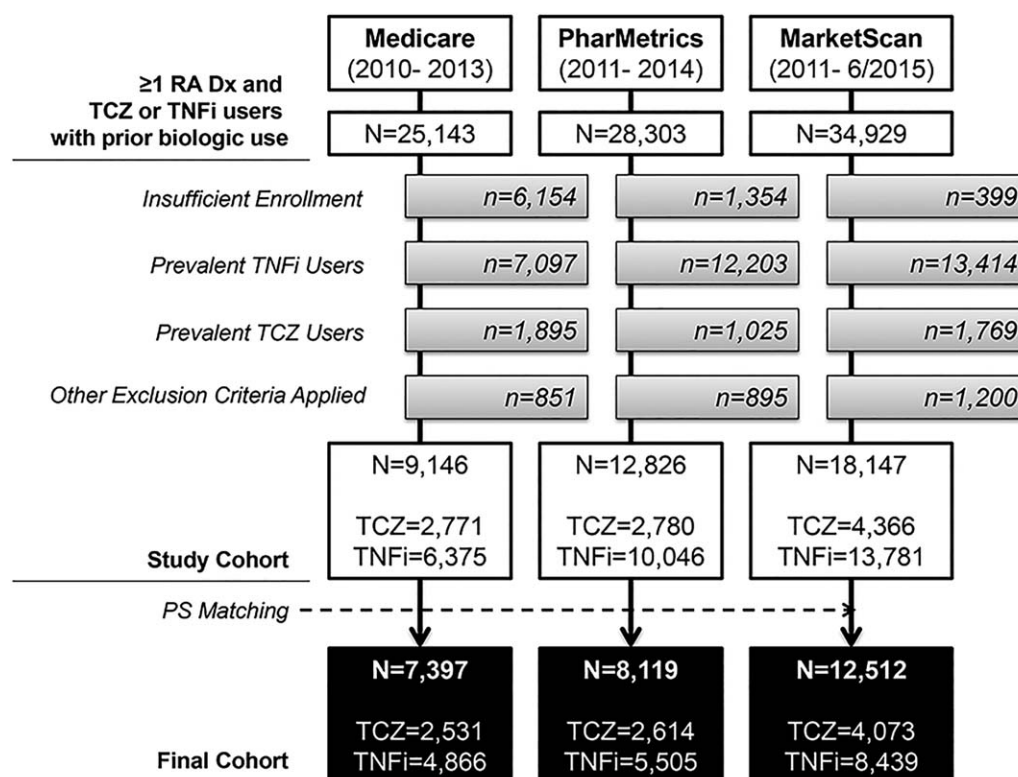 Medicare
(2010- 2013)
PharMetrics
(2011- 2014)
MarketScan
(2011- 6/2015)
≥1 RA Dx and
TCZ or TNFi users
with prior biologic use
N=25,143
N=28,303
N=34,929
Insufficient Enrollment
n=6,154
n=1,354
n=399
Prevalent TNFi Users
n=7,097
n=12,203
n=13,414
Prevalent TCZ Users
n=1,895
n=1,025
n=1,769
Other Exclusion Criteria Applied
n=851
n=895
n=1,200
Study Cohort
N=9,146
TCZ=2,771
TNFi=6,375
N=12,826
TCZ=2,780
TNFi=10,046
N=18,147
TCZ=4,366
TNFi=13,781
PS Matching
Final Cohort
N=7,397
TCZ=2,531
TNFi=4,866
N=8,119
TCZ=2,614
TNFi=5,505
N=12,512
TCZ=4,073
TNFi=8,439